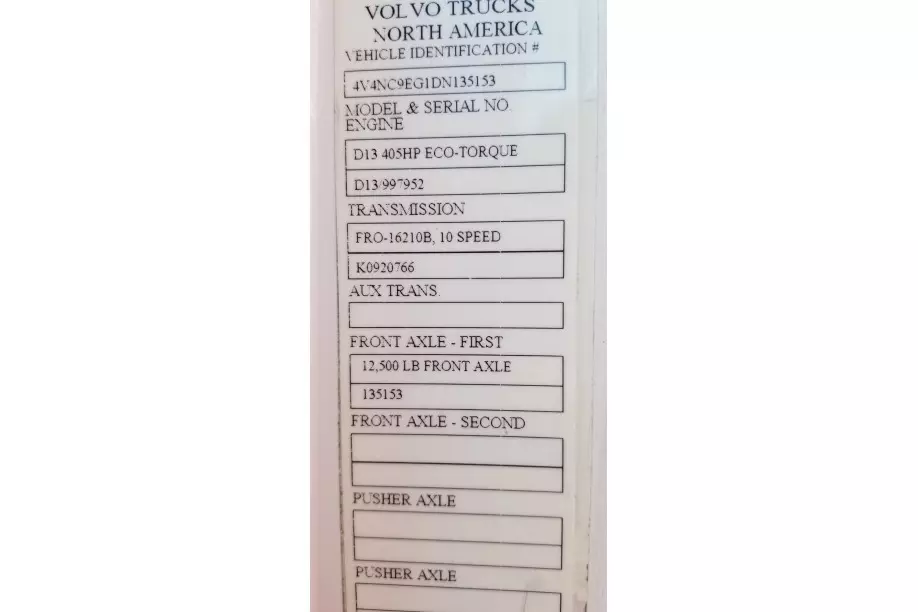 VOLVO TRUCKS
NORTH AMERICA
VEHICLE IDENTIFICATION #
4V4NC9EG1DN135153
MODEL & SERIAL NO.
ENGINE
D13 405HP ECO-TORQUE
D13/997952
TRANSMISSION
FRO-16210B, 10 SPEED
K0920766
AUX TRANS.
FRONT AXLE - FIRST
12,500 LB FRONT AXLE
135153
FRONT AXLE - SECOND
PUSHER AXLE
PUSHER AXLE